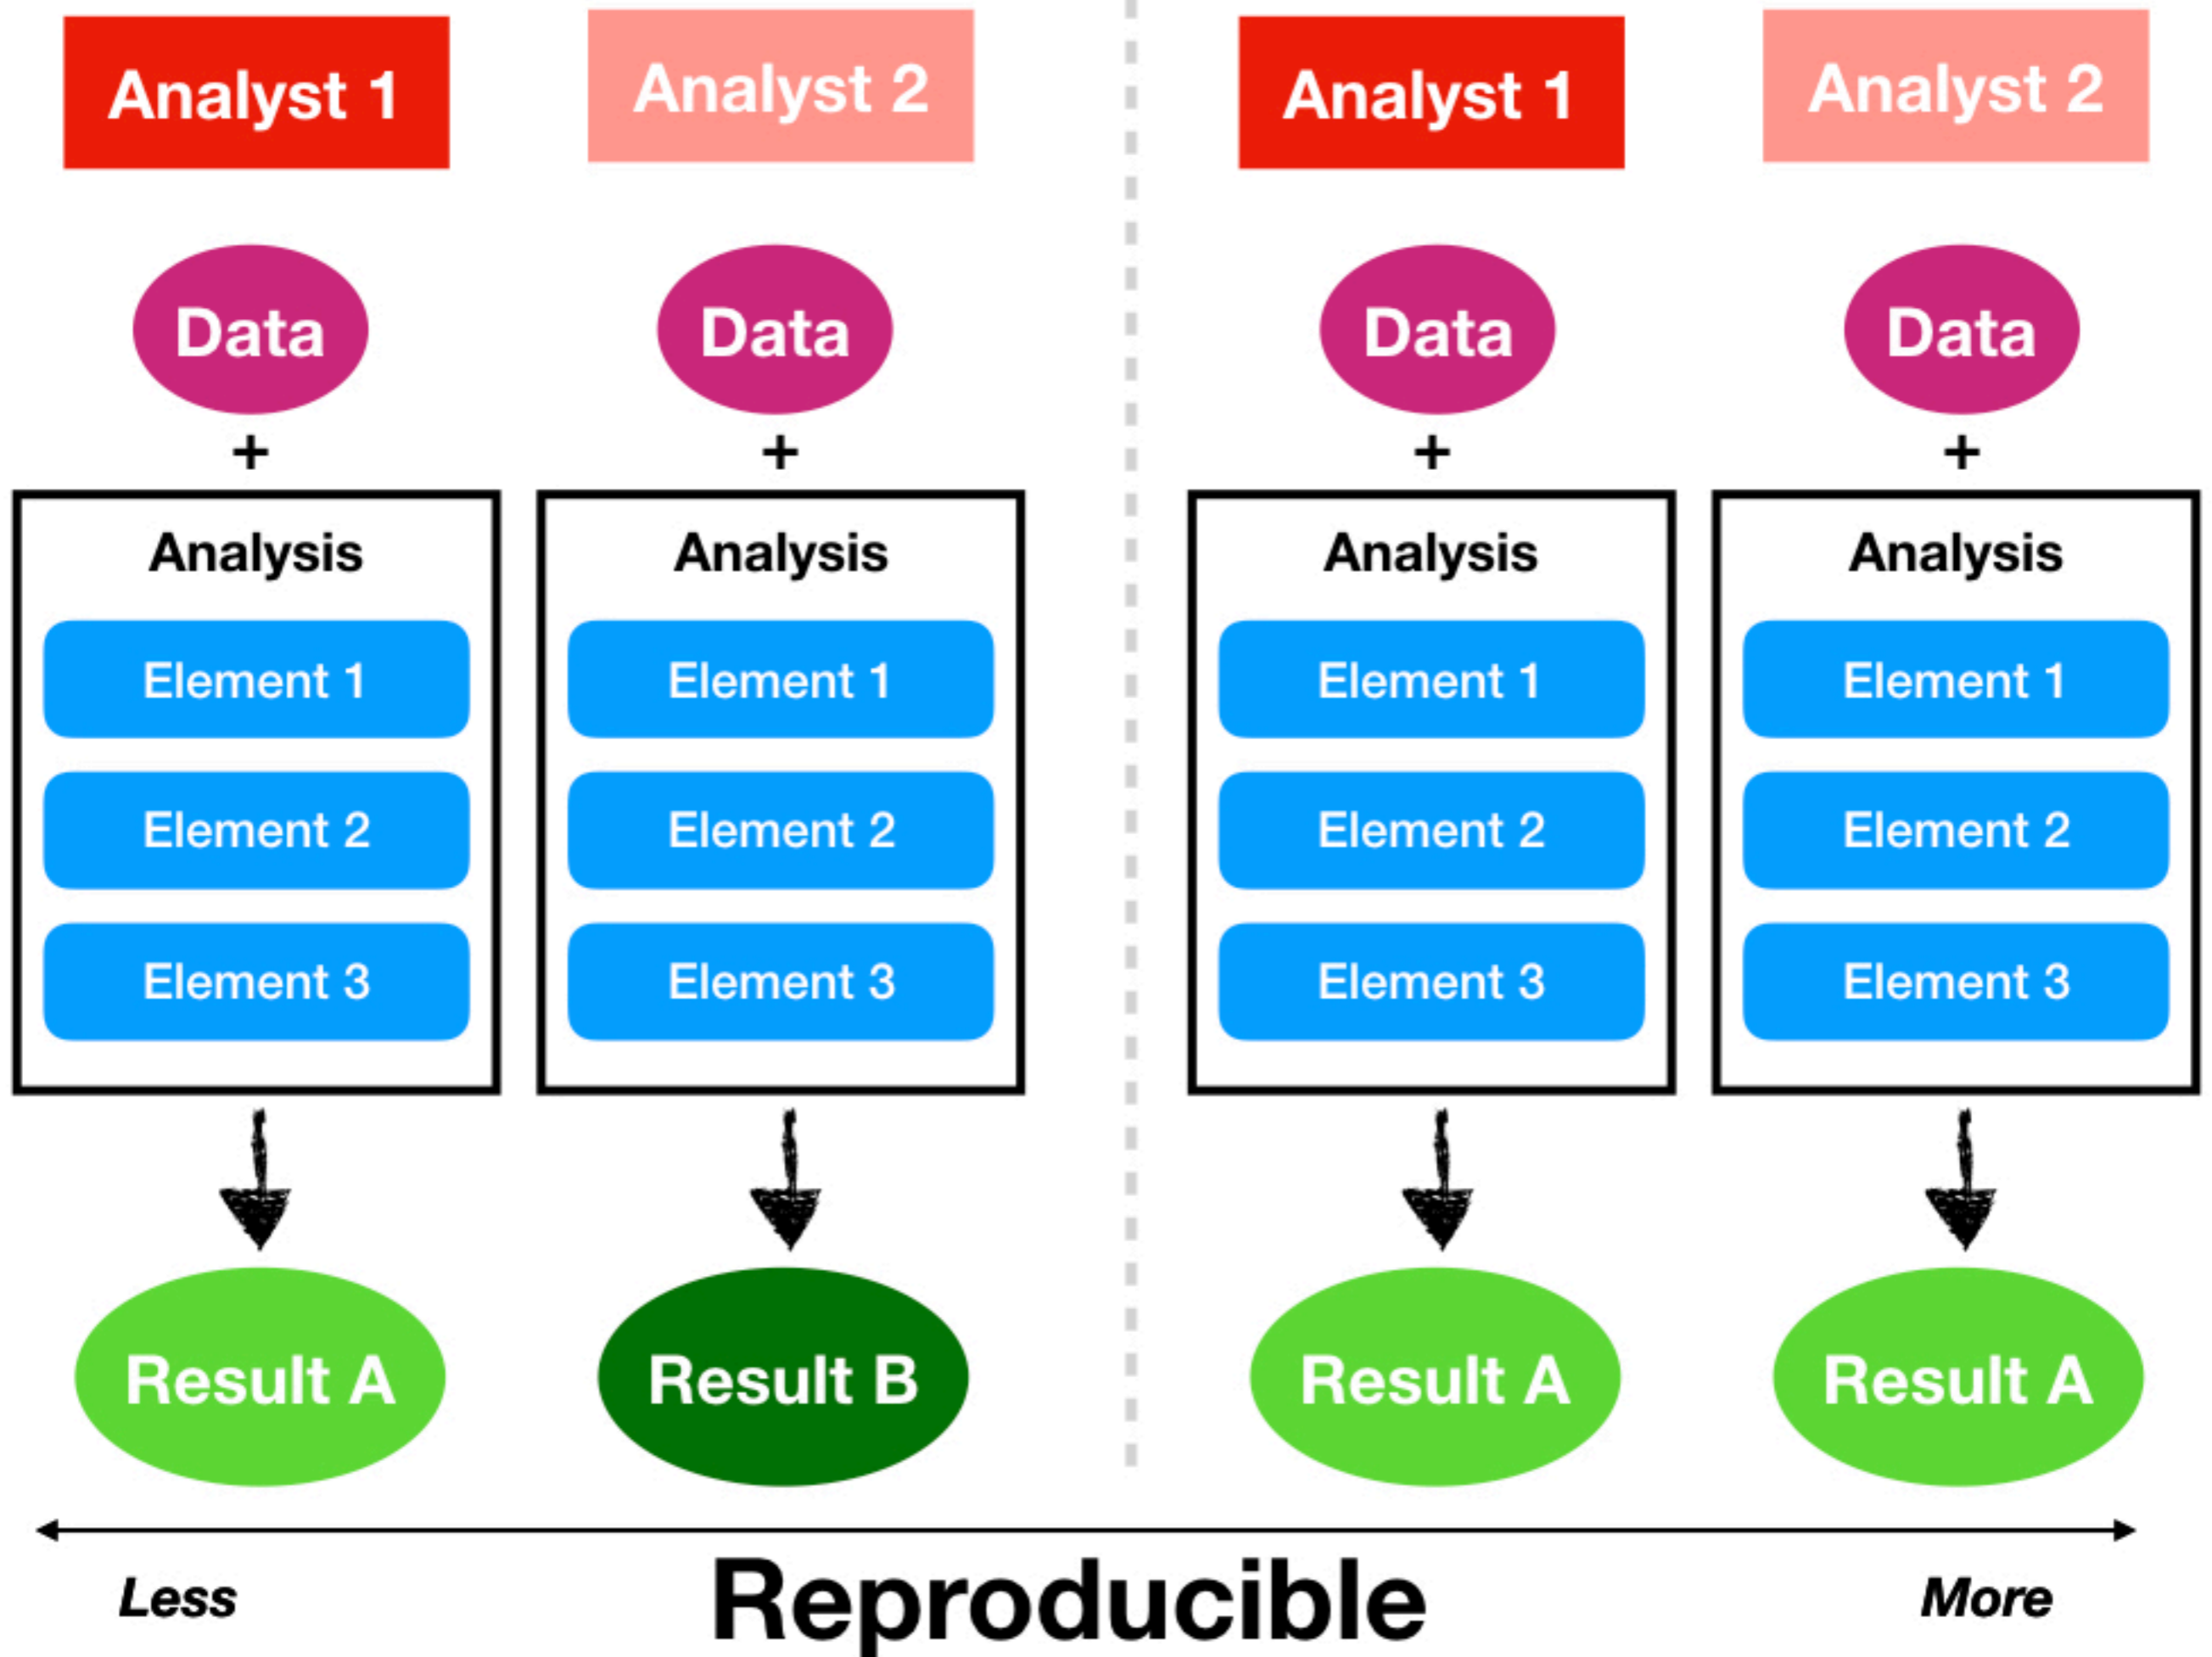 Analyst 1
Analyst 2
Analyst 1
Analyst 2
Data
Data
Data
Data
+
+
+
+
Analysis
Analysis
Analysis
Analysis
Element 1
Element 1
Element 1
Element 1
Element 2
Element 2
Element 2
Element 2
Element 3
Element 3
Element 3
Element 3
Result A
Result B
Result A
Result A
Less
Reproducible
More